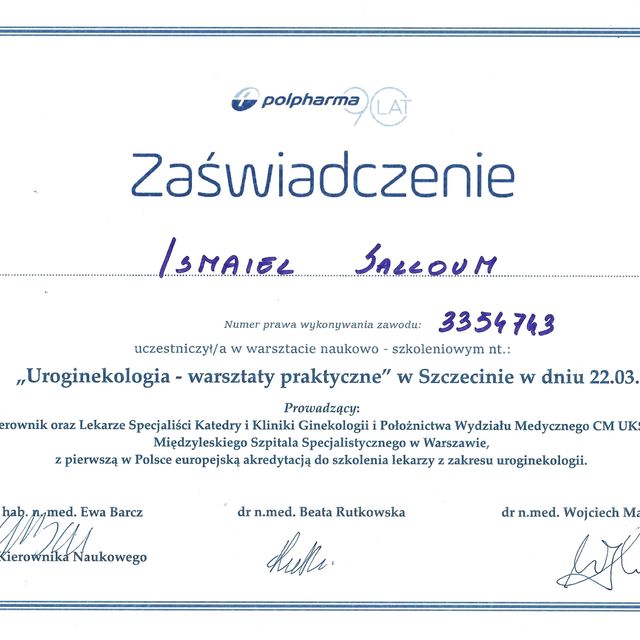 polpharma 90 LAT
Zaświadczenie
ISMAIEL SALLOUM
Numer prawa wykonywania zawodu: 3354743
uczestniczył/a w warsztacie naukowo - szkoleniowym nt.:
„Uroginekologia - warsztaty praktyczne” w Szczecinie w dniu 22.03.
Prowadzący:
erownik oraz Lekarze Specjaliści Katedry i Kliniki Ginekologii i Położnictwa Wydziału Medycznego CM UKS
Międzyleskiego Szpitala Specjalistycznego w Warszawie,
z pierwszą w Polsce europejską akredytacją do szkolenia lekarzy z zakresu uroginekologii.
hab. n. med. Ewa Barcz dr n.med. Beata Rutkowska dr n.med. Wojciech Ma
Kierownika Naukowego